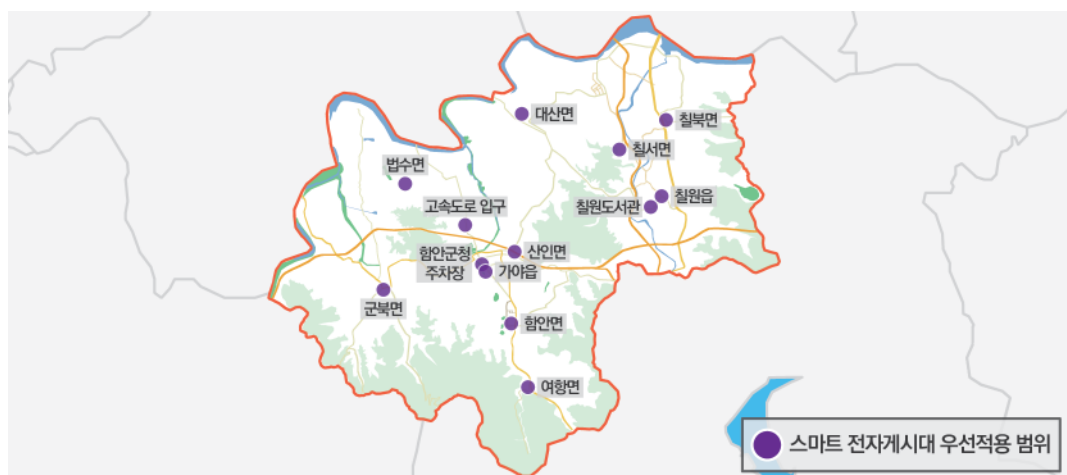 대산면
칠북면
칠서면
법수면
칠원읍
칠원도서관
고속도로 입구
산인면
함안군청
주차장
가야읍
군북면
함안면
여항면
스마트 전자게시대 우선적용 범위